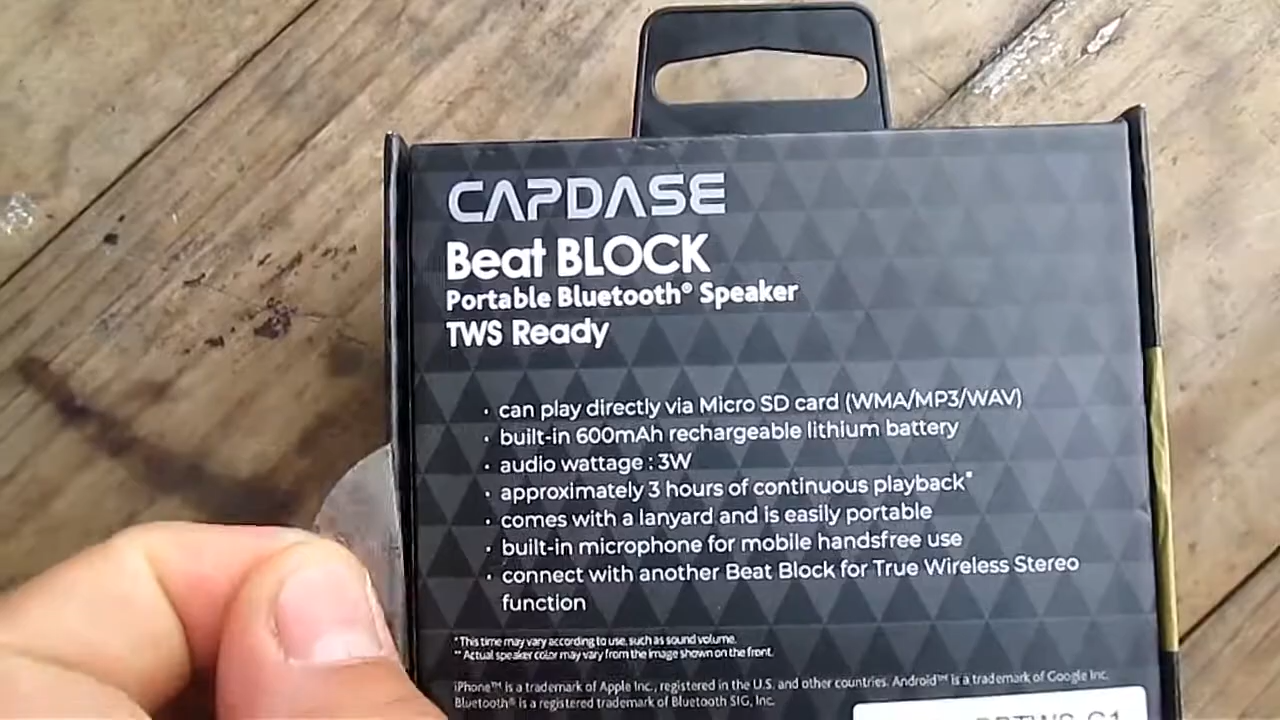 CAPDASE
Beat BLOCK
Portable Bluetooth® Speaker
TWS Ready
• can play directly via Micro SD card (WMA/MP3/WAV)
• built-in 600mAh rechargeable lithium battery
• audio wattage : 3W
• approximately 3 hours of continuous playback*
• comes with a lanyard and is easily portable
• built-in microphone for mobile handsfree use
• connect with another Beat Block for True Wireless Stereo
function
*This time may vary according to use, such as sound volume.
** Actual speaker color may vary from the image shown on the front.
iPhone™ is a trademark of Apple Inc., registered in the U.S. and other countries. Android™ is a trademark of Google Inc.
Bluetooth® is a registered trademark of Bluetooth SIG, Inc.